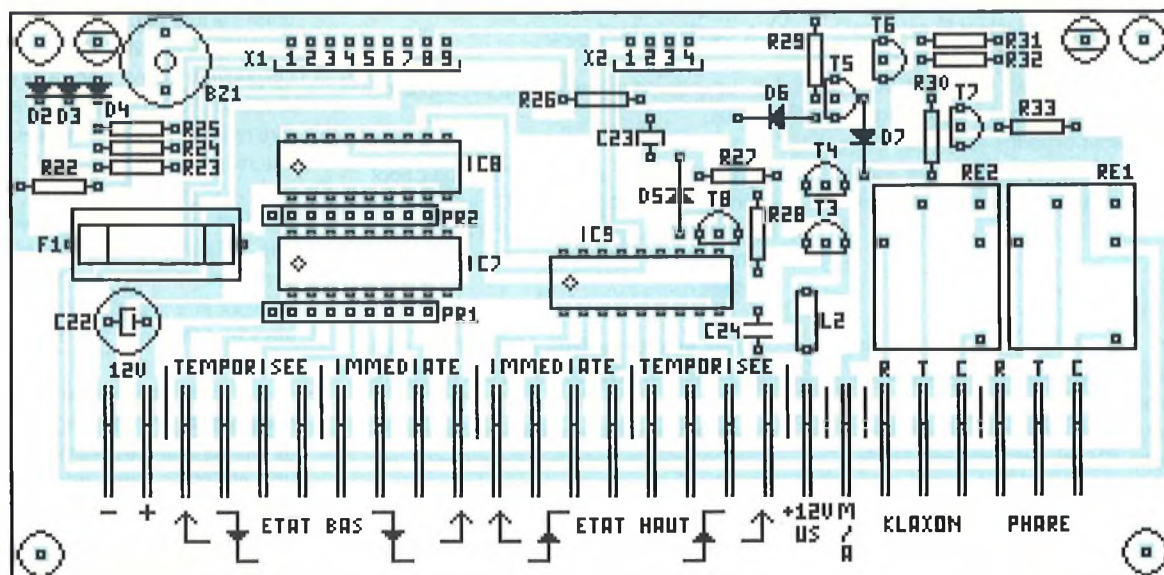 X1 1 2 3 4 5 6 7 8 9
X2 1 2 3 4
R29
T6
R31
R32
T5
BZ1
D2 D3 D4
R26
D6
R30
T7
R33
R25
R24
R23
R22
C23
D7
IC8
R27
T4
RE2
RE1
D5
T8
R28
T3
PR2
F1
IC9
IC7
C22
PR1
C24
L2
12V
TEMPORISEE
IMMEDIATE
IMMEDIATE
TEMPORISEE
R T C R T C
- +
ETAT BAS
ETAT HAUT
+12V
US
M/A
KLAXON
PHARE